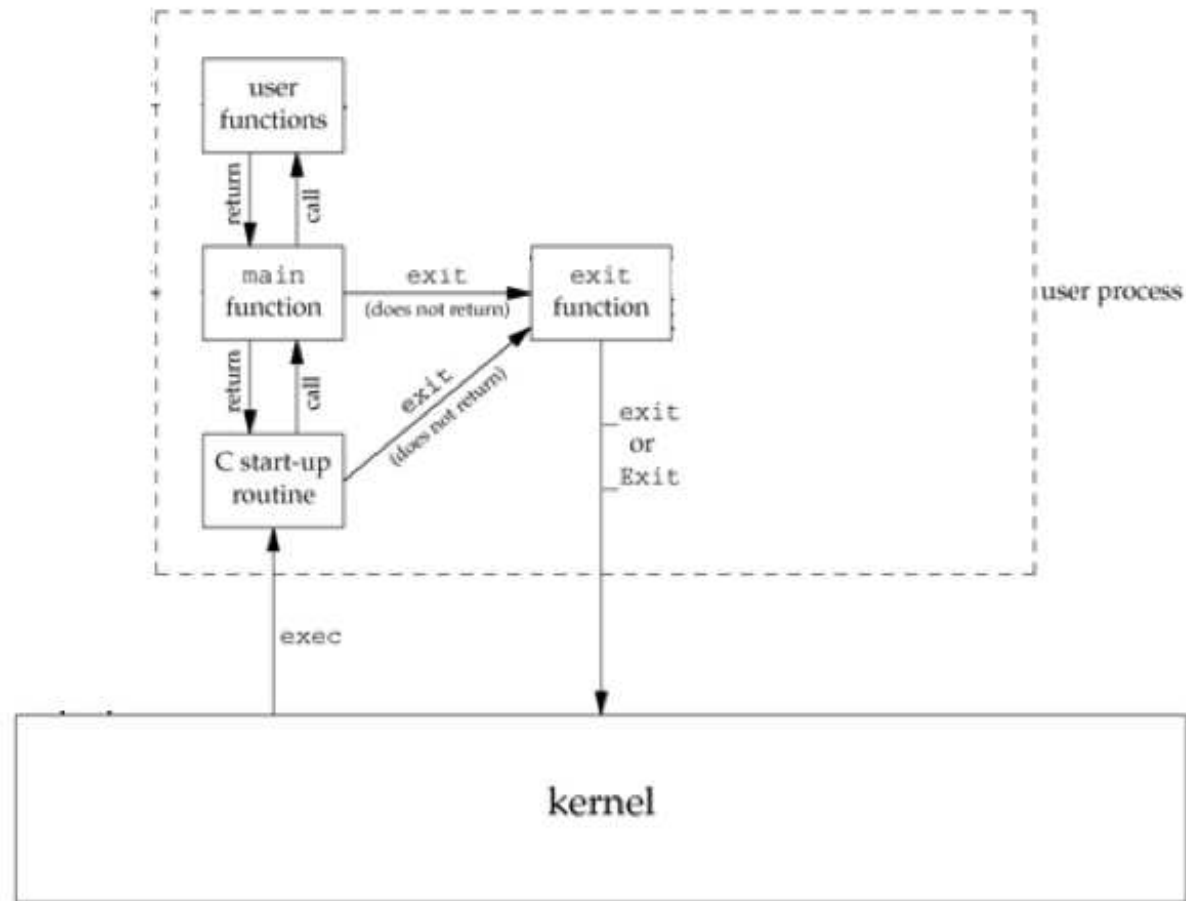 user
functions
return
call
main
function
exit
(does not return)
exit
function
user process
return
call
exit
(does not return)
_exit
or
_Exit
C start-up
routine
exec
kernel